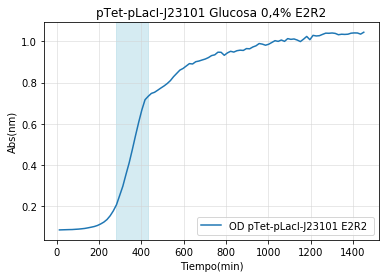 pTet-pLacI-J23101 Glucosa 0,4% E2R2
1.0
0.8
0.6
0.4
0.2
Abs(nm)
OD pTet-pLacI-J23101 E2R2
0 200 400 600 800 1000 1200 1400
Tiempo(min)